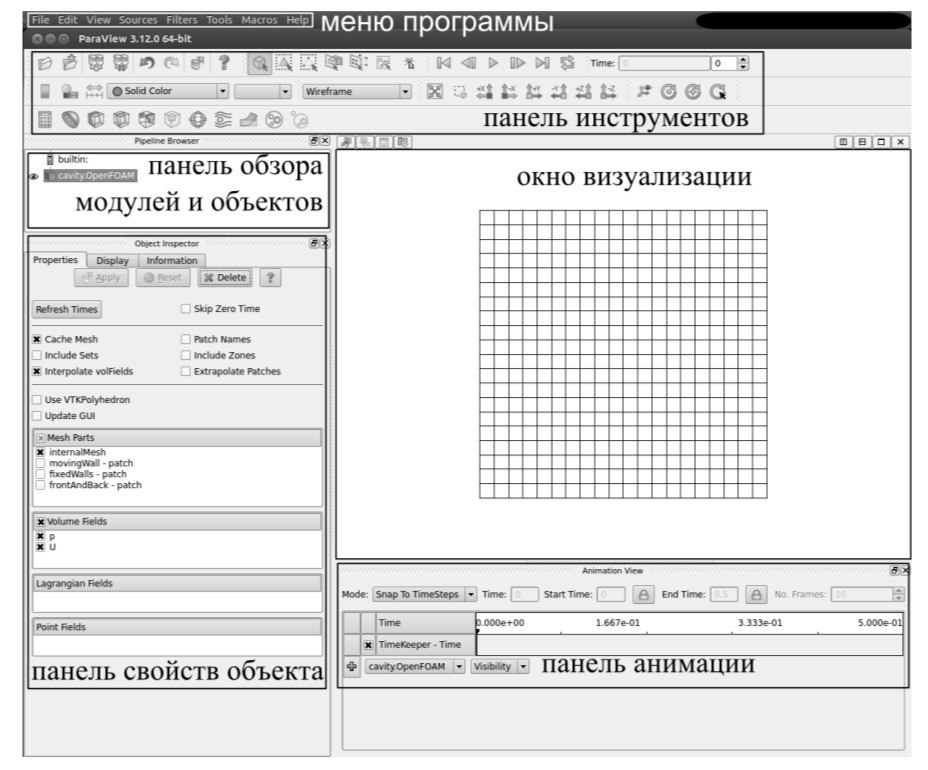 File Edit View Sources Filters Tools Macros Help
меню программы
ParaView 3.12.0 64-bit
Time: 0 0
Solid Color Wireframe
панель инструментов
Pipeline Browser
builtin:
cavity.OpenFOAM
панель обзора
модулей и объектов
окно визуализации
Object Inspector
Properties Display Information
Apply Reset Delete ?
Refresh Times Skip Zero Time
Cache Mesh Patch Names
Include Sets Include Zones
Interpolate volFields Extrapolate Patches
Use VTKPolyhedron
Update GUI
Mesh Parts
internalMesh
movingWall - patch
fixedWalls - patch
frontAndBack - patch
Volume Fields
p
U
Lagrangian Fields
Point Fields
панель свойств объекта
Animation View
Mode: Snap To TimeSteps Time: 0 Start Time: 0 End Time: 0.5 No. Frames: 10
Time 0.000e+00 1.667e-01 3.333e-01 5.000e-01
TimeKeeper - Time
cavity.OpenFOAM Visibility
панель анимации